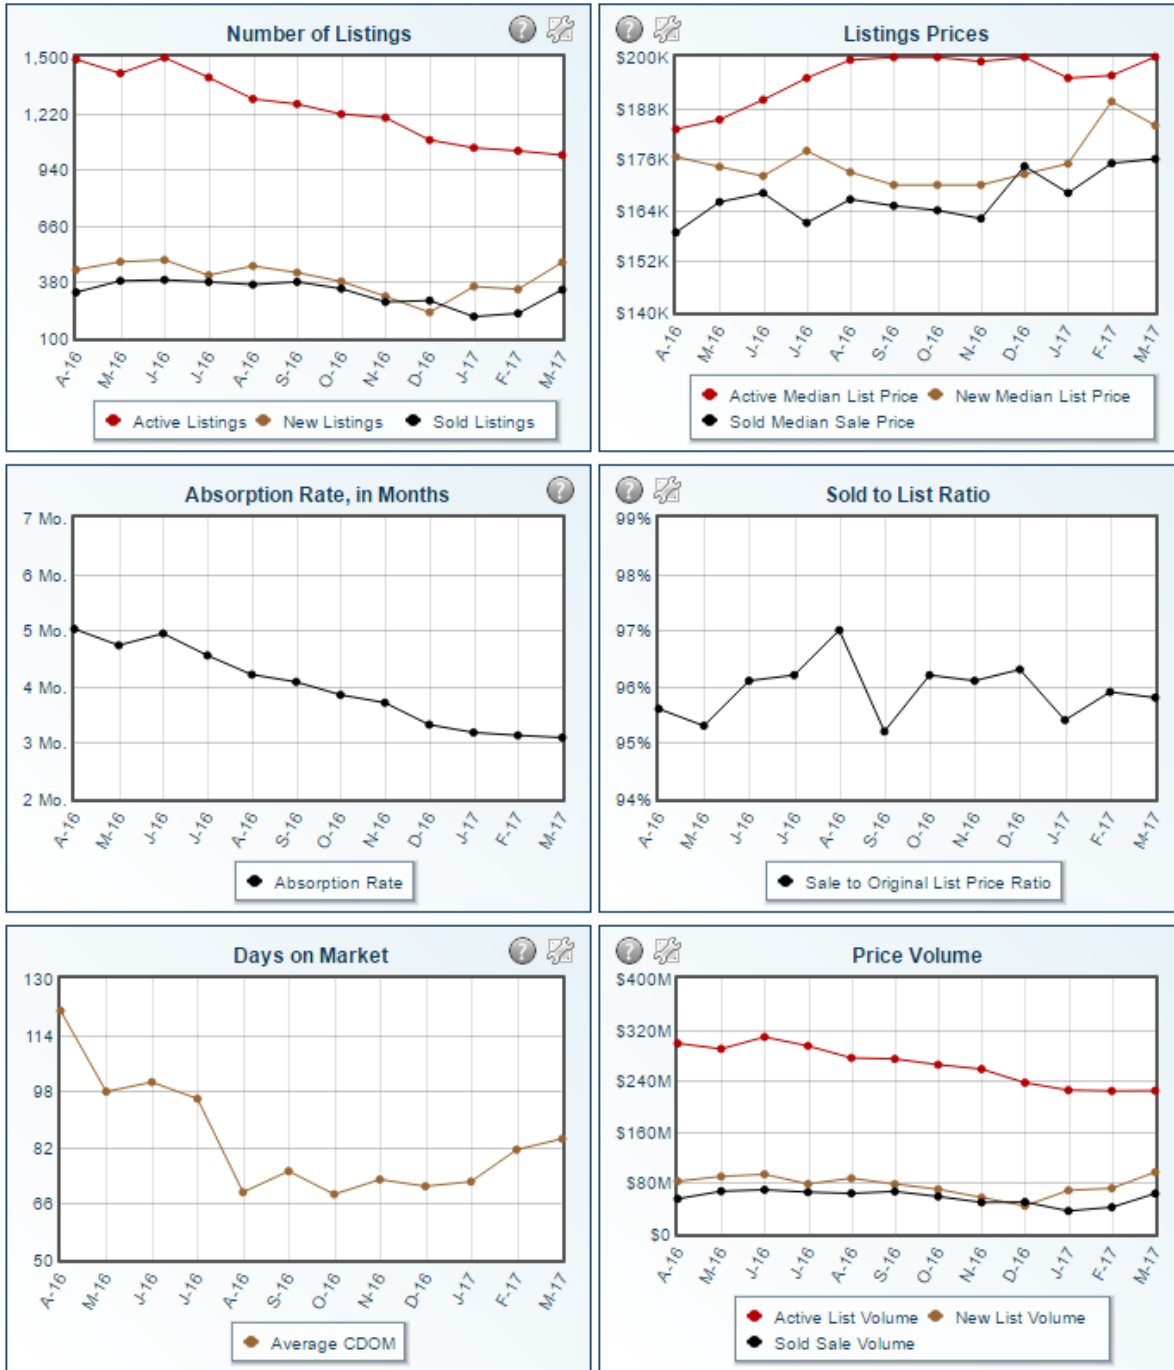 Number of Listings
1,500
1,220
940
660
380
100
A-16 M-16 J-16 J-16 A-16 S-16 O-16 N-16 D-16 J-17 F-17 M-17
Active Listings New Listings Sold Listings
Listings Prices
$200K
$188K
$176K
$164K
$152K
$140K
A-16 M-16 J-16 J-16 A-16 S-16 O-16 N-16 D-16 J-17 F-17 M-17
Active Median List Price New Median List Price
Sold Median Sale Price
Absorption Rate, in Months
7 Mo.
6 Mo.
5 Mo.
4 Mo.
3 Mo.
2 Mo.
A-16 M-16 J-16 J-16 A-16 S-16 O-16 N-16 D-16 J-17 F-17 M-17
Absorption Rate
Sold to List Ratio
99%
98%
97%
96%
95%
94%
A-16 M-16 J-16 J-16 A-16 S-16 O-16 N-16 D-16 J-17 F-17 M-17
Sale to Original List Price Ratio
Days on Market
130
114
98
82
66
50
A-16 M-16 J-16 J-16 A-16 S-16 O-16 N-16 D-16 J-17 F-17 M-17
Average CDOM
Price Volume
$400M
$320M
$240M
$160M
$80M
$0
A-16 M-16 J-16 J-16 A-16 S-16 O-16 N-16 D-16 J-17 F-17 M-17
Active List Volume New List Volume
Sold Sale Volume